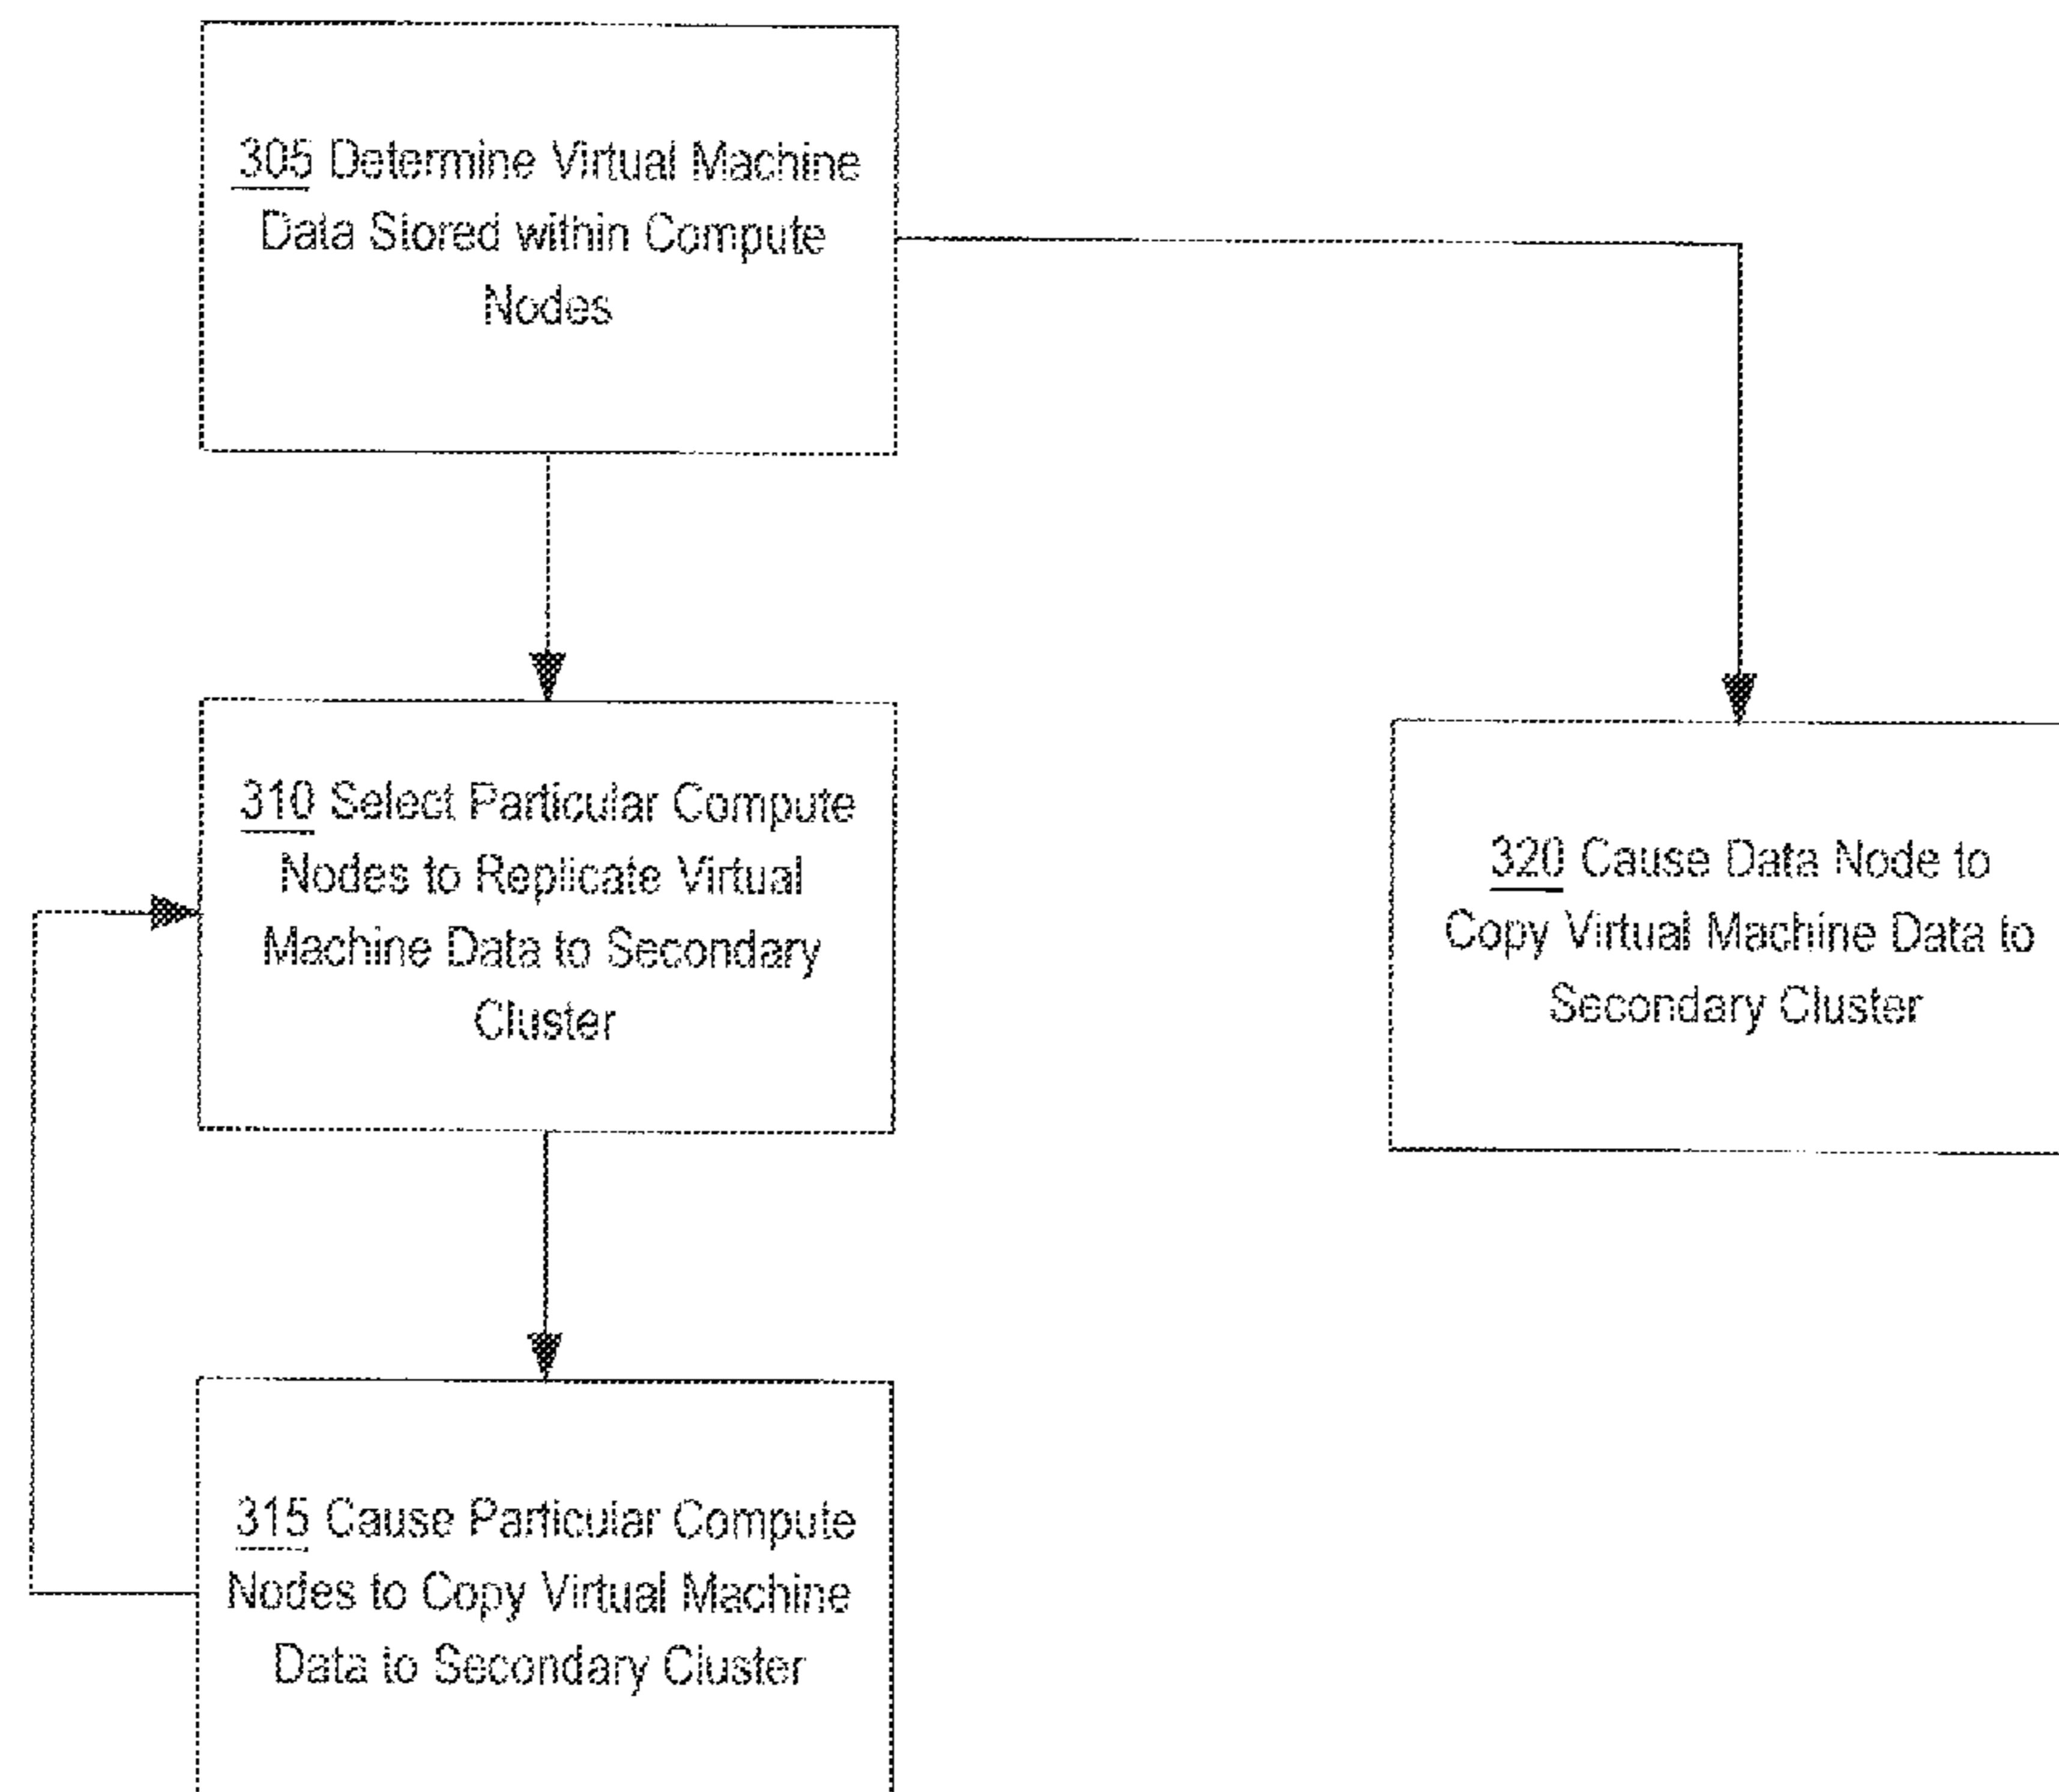 305 Determine Virtual Machine
Data Stored within Compute
Nodes
310 Select Particular Compute
Nodes to Replicate Virtual
Machine Data to Secondary
Cluster
320 Cause Data Node to
Copy Virtual Machine Data to
Secondary Cluster
315 Cause Particular Compute
Nodes to Copy Virtual Machine
Data to Secondary Cluster